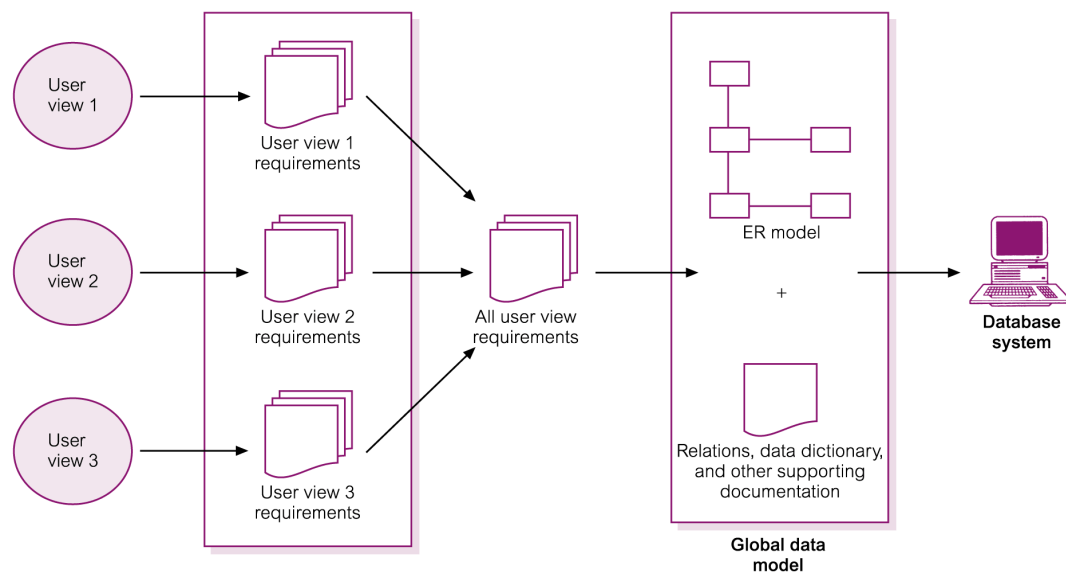 User
view 1
User view 1
requirements
User
view 2
User view 2
requirements
User
view 3
User view 3
requirements
All user view
requirements
ER model
+
Relations, data dictionary,
and other supporting
documentation
Global data
model
Database
system